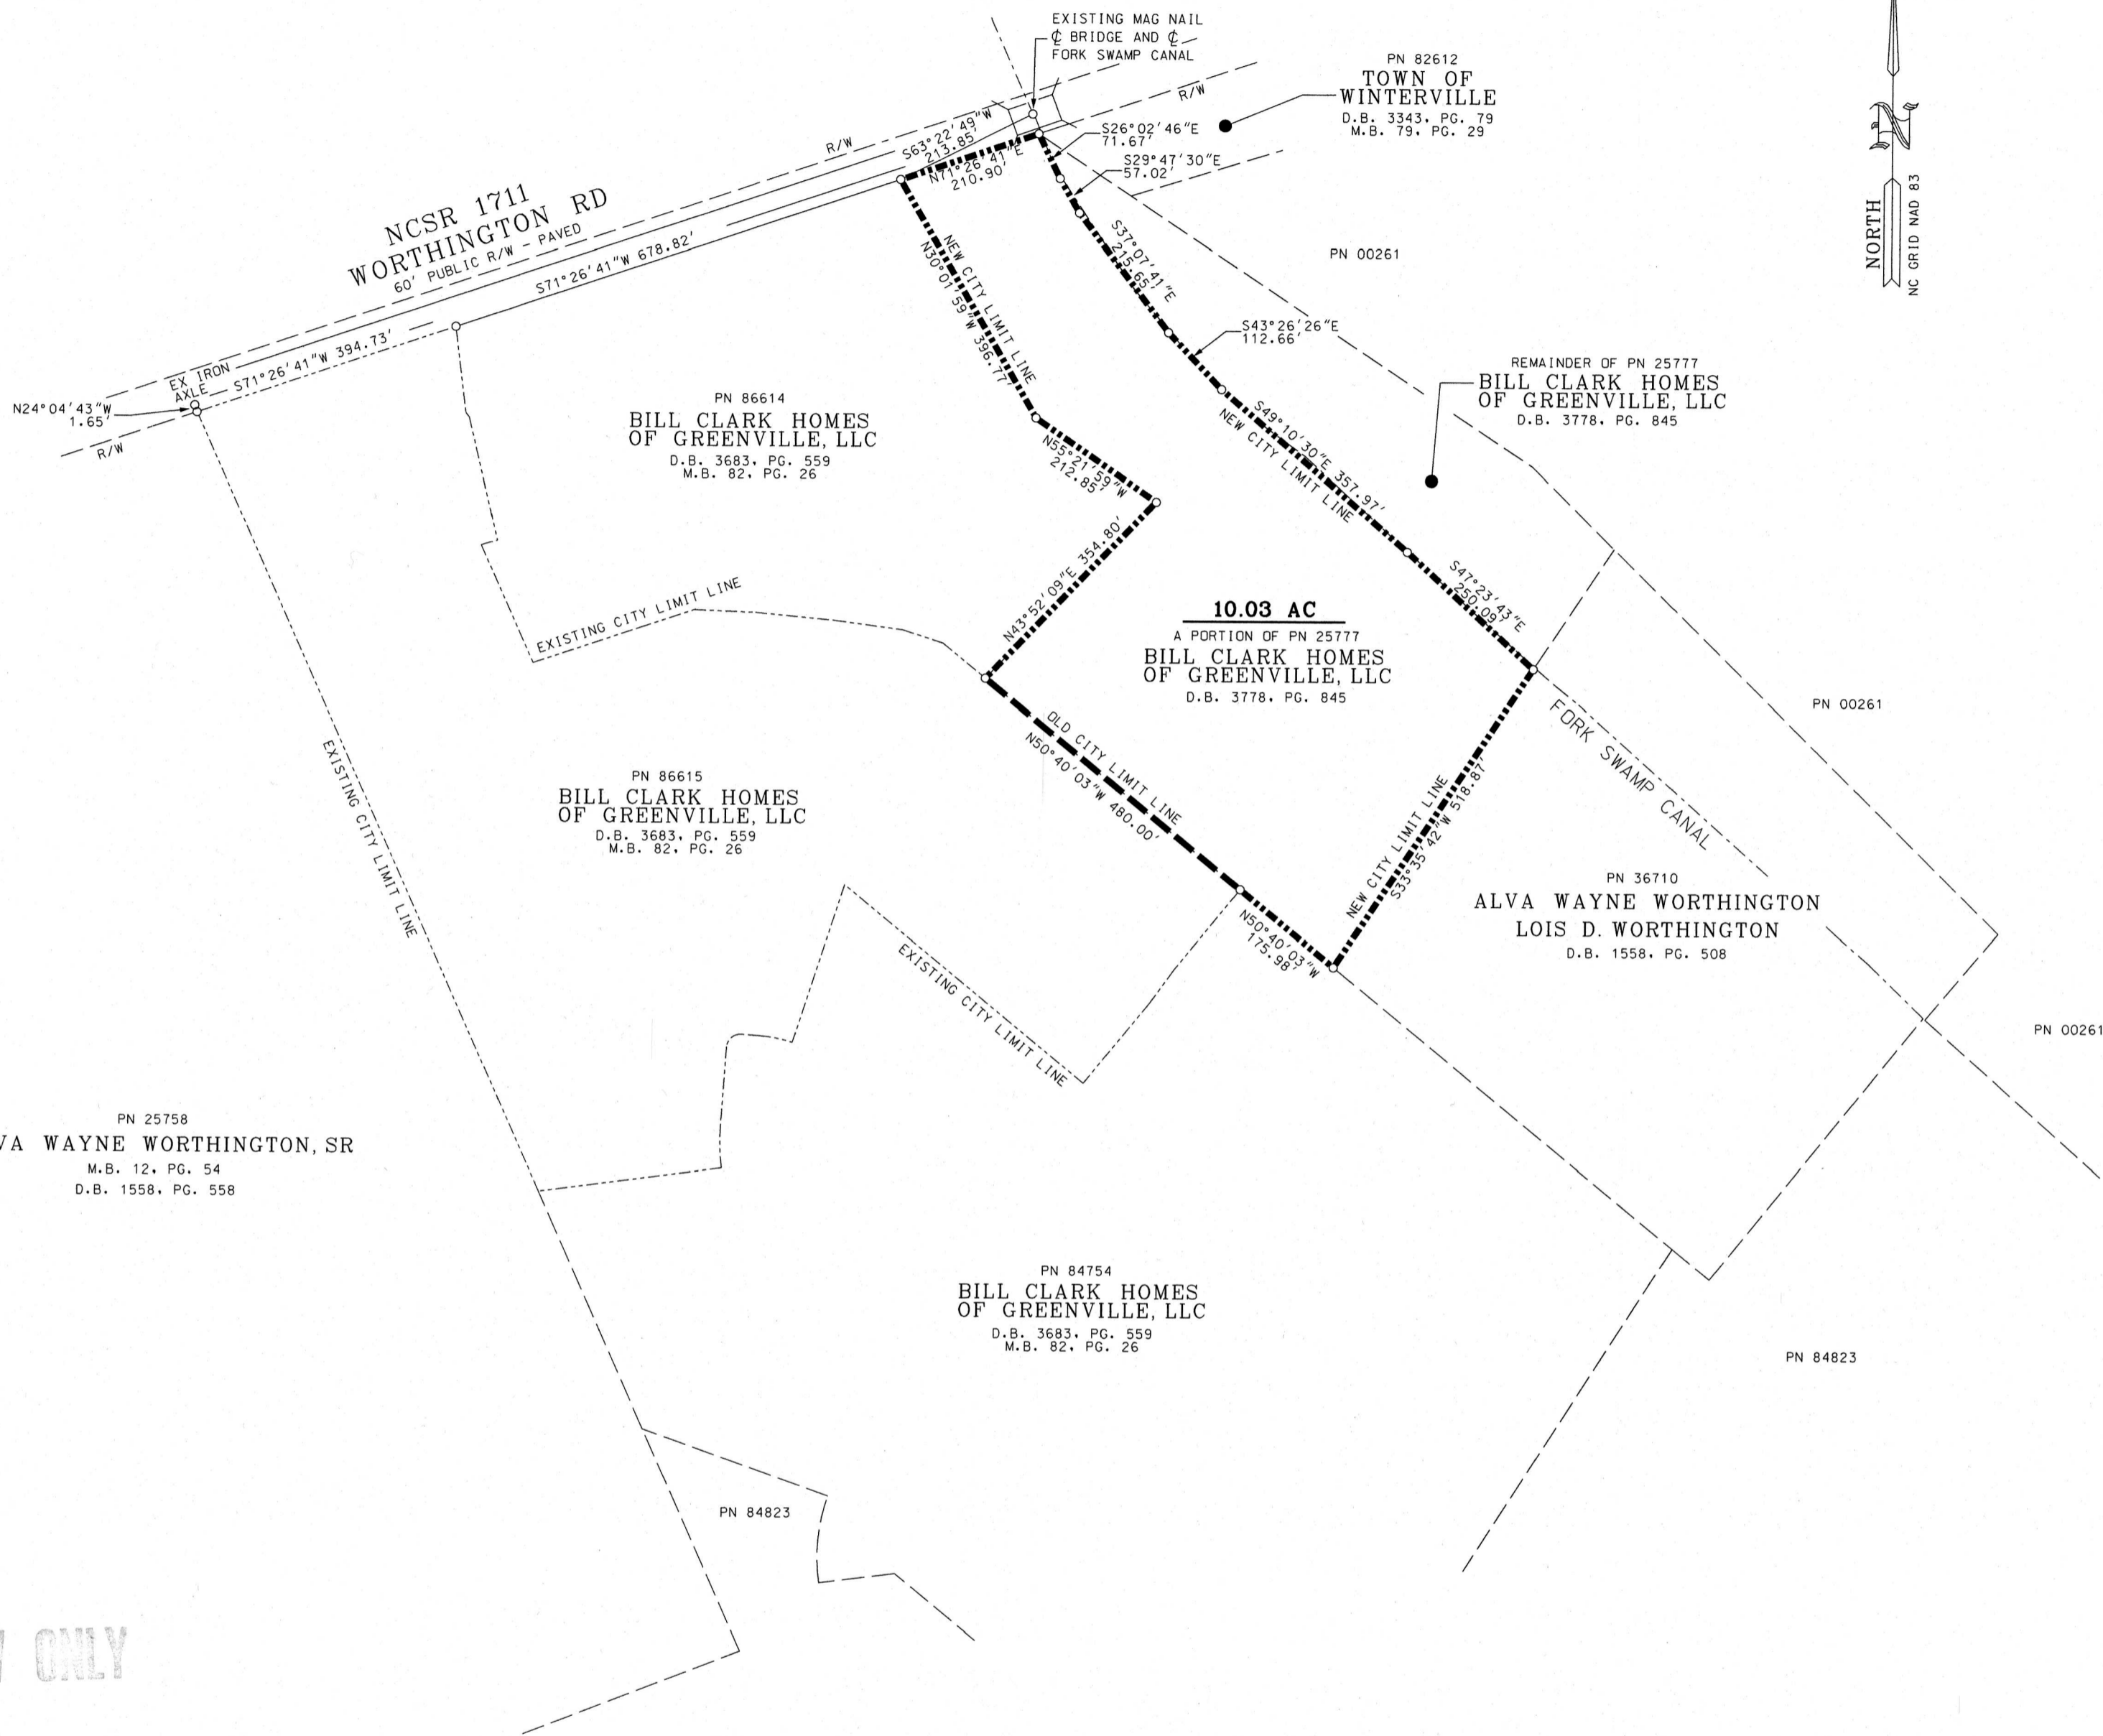 EXISTING MAG NAIL
℄ BRIDGE AND ℄
FORK SWAMP CANAL
PN 82612
TOWN OF
WINTERVILLE
D.B. 3343, PG. 79
M.B. 79, PG. 29
NORTH
N
NC GRID NAD 83
R/W
R/W
S63°22'49"W
213.85'
N71°26'41"E
210.90'
S26°02'46"E
71.67'
S29°47'30"E
57.02'
NCSR 1711
WORTHINGTON RD
60' PUBLIC R/W - PAVED
S71°26'41"W 678.82'
S37°07'41"E
215.65'
PN 00261
NEW CITY LIMIT LINE
N30°01'59"W 396.77'
S43°26'26"E
112.66'
EX IRON
AXLE
S71°26'41"W 394.73'
N24°04'43"W
1.65'
R/W
PN 86614
BILL CLARK HOMES
OF GREENVILLE, LLC
D.B. 3683, PG. 559
M.B. 82, PG. 26
REMAINDER OF PN 25777
BILL CLARK HOMES
OF GREENVILLE, LLC
D.B. 3778, PG. 845
S49°10'30"E 357.97'
NEW CITY LIMIT LINE
N55°21'59"W
212.85'
N43°52'09"E 354.80'
S47°23'43"E
250.09'
EXISTING CITY LIMIT LINE
10.03 AC
A PORTION OF PN 25777
BILL CLARK HOMES
OF GREENVILLE, LLC
D.B. 3778, PG. 845
PN 00261
FORK SWAMP CANAL
OLD CITY LIMIT LINE
N50°40'03"W 480.00'
NEW CITY LIMIT LINE
S33°35'42"W 518.87'
EXISTING CITY LIMIT LINE
PN 86615
BILL CLARK HOMES
OF GREENVILLE, LLC
D.B. 3683, PG. 559
M.B. 82, PG. 26
PN 36710
ALVA WAYNE WORTHINGTON
LOIS D. WORTHINGTON
D.B. 1558, PG. 508
N50°40'03"W
175.98'
EXISTING CITY LIMIT LINE
PN 00261
PN 25758
VA WAYNE WORTHINGTON, SR
M.B. 12, PG. 54
D.B. 1558, PG. 558
PN 84754
BILL CLARK HOMES
OF GREENVILLE, LLC
D.B. 3683, PG. 559
M.B. 82, PG. 26
PN 84823
PN 84823
ONLY